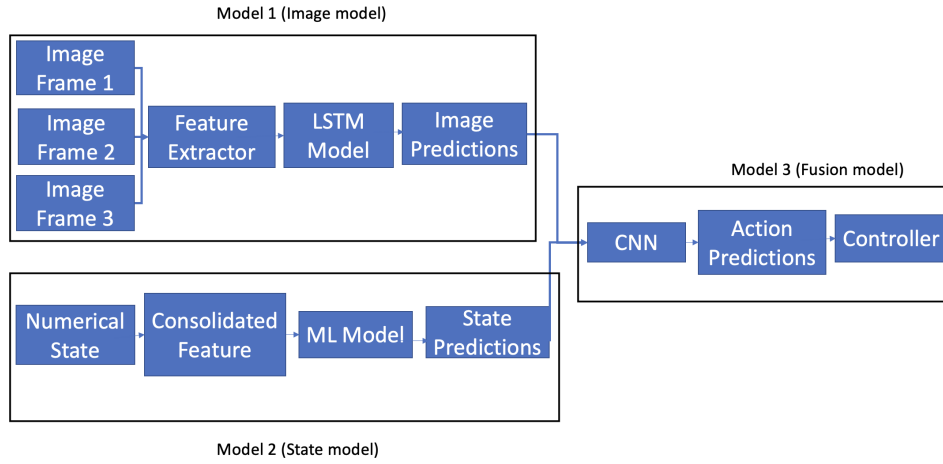 Model 1 (Image model)
Image
Frame 1
Image
Frame 2
Image
Frame 3
Feature
Extractor
LSTM
Model
Image
Predictions
Model 3 (Fusion model)
CNN
Action
Predictions
Controller
Numerical
State
Consolidated
Feature
ML Model
State
Predictions
Model 2 (State model)